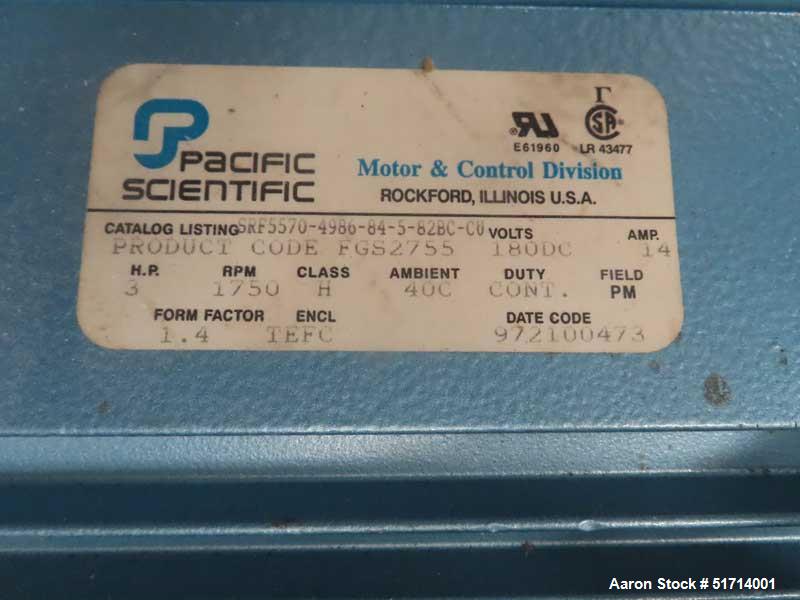 PACIFIC
SCIENTIFIC
Motor & Control Division
ROCKFORD, ILLINOIS U.S.A.
E61960
LR 43477
CATALOG LISTING SRF5570-4986-84-5-82BC-CU VOLTS AMP.
PRODUCT CODE FGS2755 180DC 14
H.P. RPM CLASS AMBIENT DUTY FIELD
3 1750 H 40C CONT. PM
FORM FACTOR ENCL DATE CODE
1.4 TEFC 972100473
Aaron Stock # 51714001